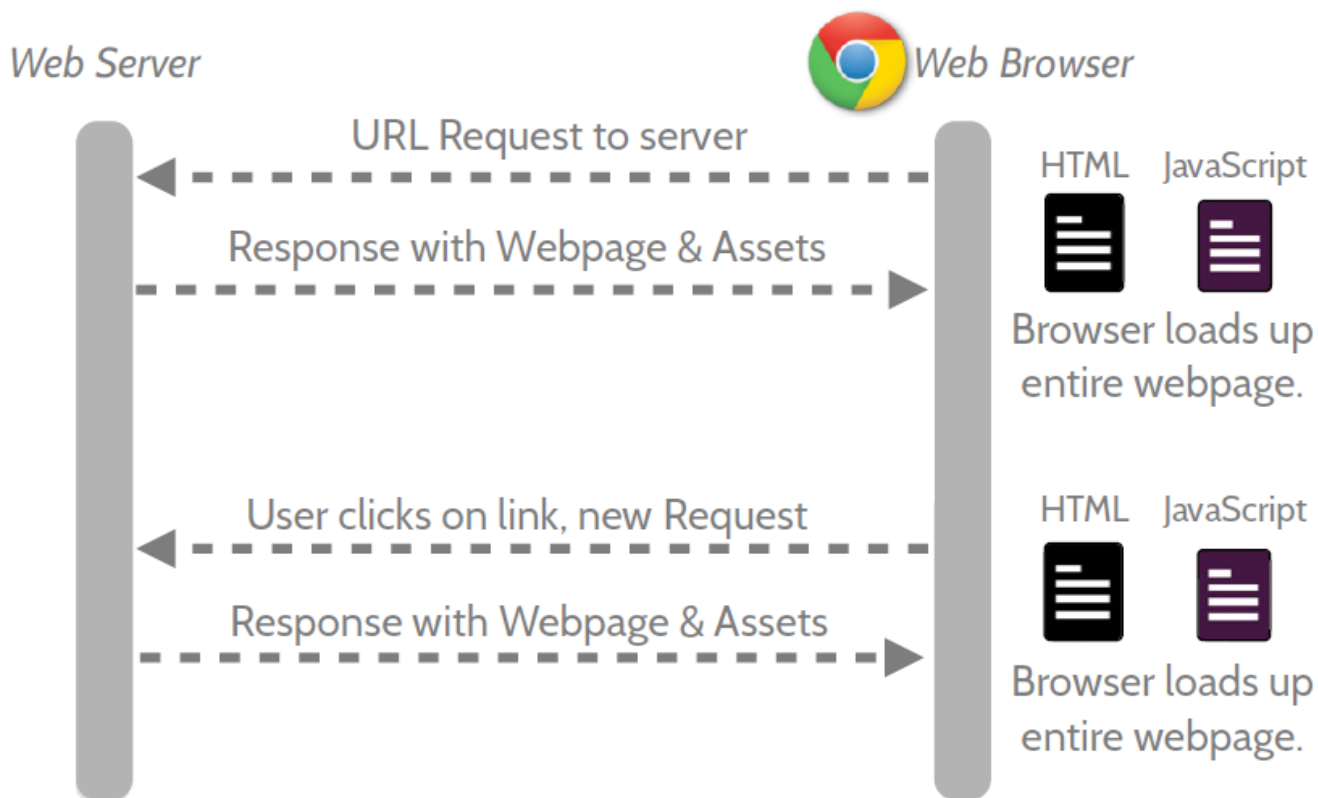 Web Server
Web Browser
URL Request to server
HTML JavaScript
Response with Webpage & Assets
Browser loads up
entire webpage.
User clicks on link, new Request
HTML JavaScript
Response with Webpage & Assets
Browser loads up
entire webpage.